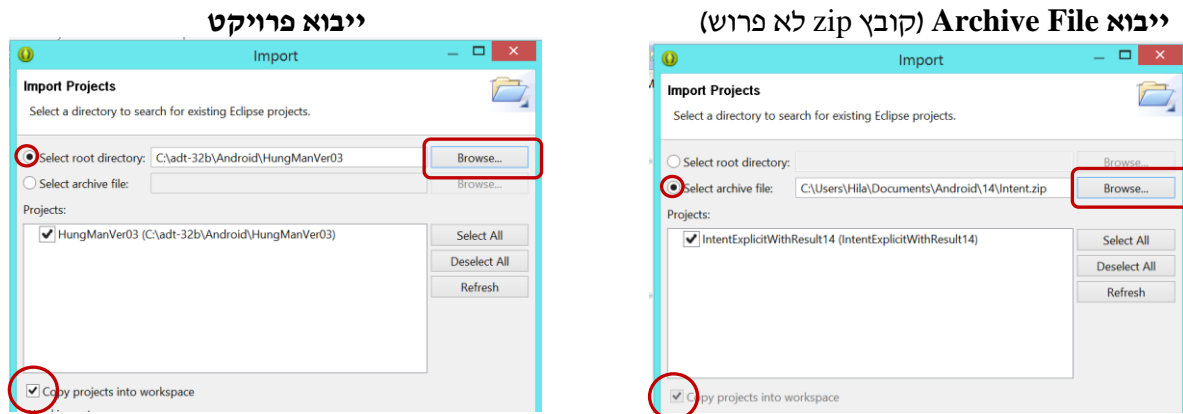 ייבוא Archive File (קובץ zip לא פרוש)
Import
Import Projects
Select a directory to search for existing Eclipse projects.
Select root directory:
Browse...
Select archive file: C:\Users\Hila\Documents\Android\14\Intent.zip Browse...
Projects:
IntentExplicitWithResult14 (IntentExplicitWithResult14)
Select All
Deselect All
Refresh
Copy projects into workspace
ייבוא פרויקט
Import
Import Projects
Select a directory to search for existing Eclipse projects.
Select root directory: C:\adt-32b\Android\HungManVer03 Browse...
Select archive file:
Browse...
Projects:
HungManVer03 (C:\adt-32b\Android\HungManVer03)
Select All
Deselect All
Refresh
Copy projects into workspace